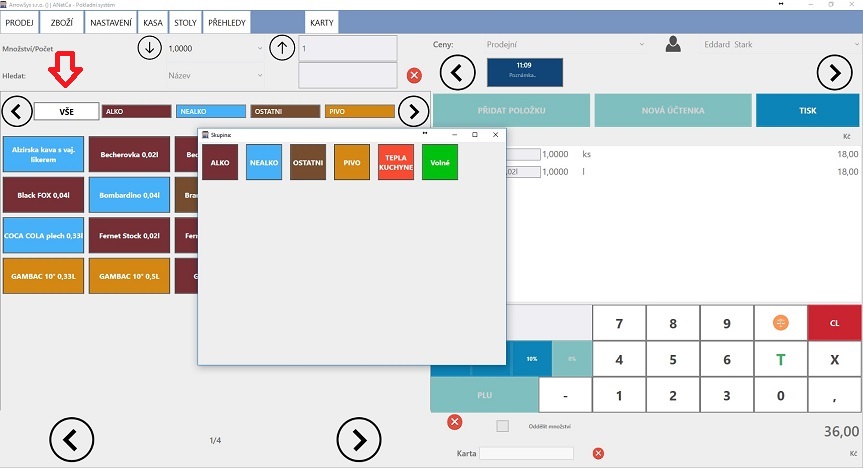 ArrowSys s.r.o. (|) ANetCa - Pokladní systém
PRODEJ ZBOŽÍ NASTAVENÍ KASA STOLY PŘEHLEDY KARTY
Množství/Počet 1,0000 1 Ceny: Prodejní Eddard Stark
Hledat: Název
11:09
Poznámka..
VŠE ALKO NEALKO OSTATNI PIVO
PŘIDAT POLOŽKU NOVÁ ÚČTENKA TISK
Kč
Skupina:
ALKO NEALKO OSTATNI PIVO TEPLA KUCHYNE Volné
Alzirska kava s vaj. likerem
Becherovka 0,02l
Bec
1,0000 ks 18,00
,02l 1,0000 l 18,00
Black FOX 0,04l
Bombardino 0,04l
Bra
COCA COLA plech 0,33l
Fernet Stock 0,02l
Fern
GAMBAC 10° 0,33L
GAMBAC 10° 0,5L
G
7 8 9 CL
10% 0% 4 5 6 T X
PLU - 1 2 3 0 ,
Oddělit množství
36,00
1/4
Karta
Kč